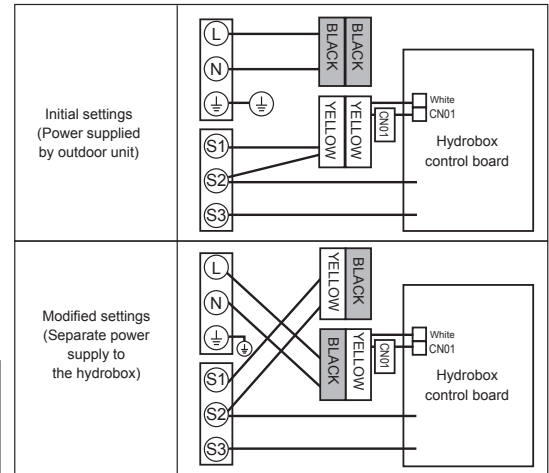 Initial settings
(Power supplied
by outdoor unit)
L
N
S1
S2
S3
BLACK
BLACK
YELLOW
YELLOW
CN01
White
CN01
Hydrobox
control board
Modified settings
(Separate power
supply to
the hydrobox)
L
N
S1
S2
S3
YELLOW
BLACK
BLACK
YELLOW
CN01
White
CN01
Hydrobox
control board